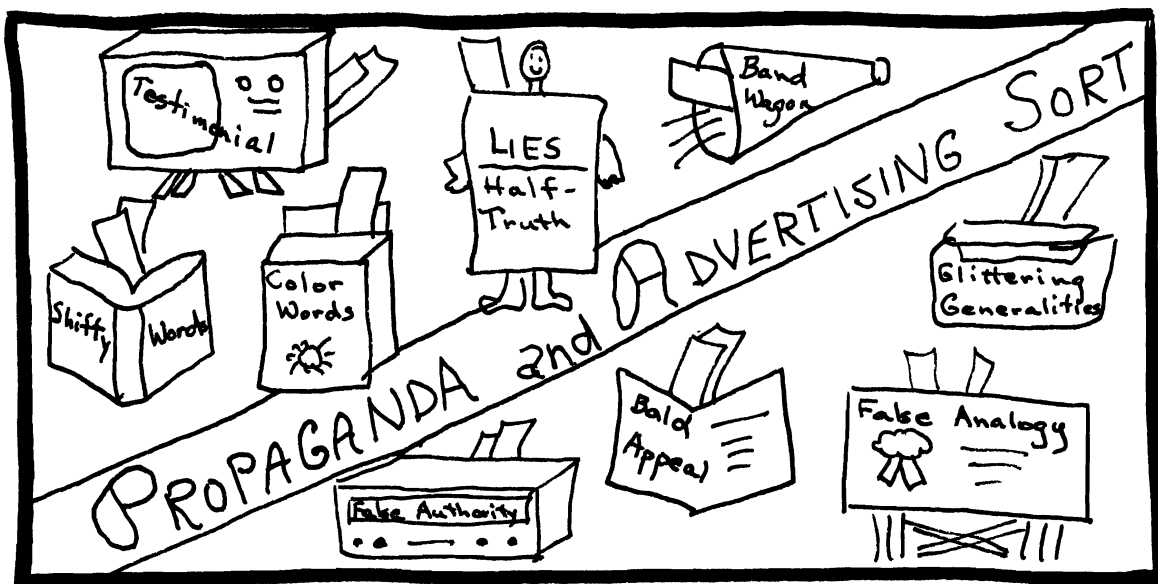 Testimonial
LIES
Half-
Truth
Band
Wagon
Shifty Words
Color
Words
PROPAGANDA and ADVERTISING SORT
Glittering
Generalities
Bald
Appeal
False Analogy
False Authority